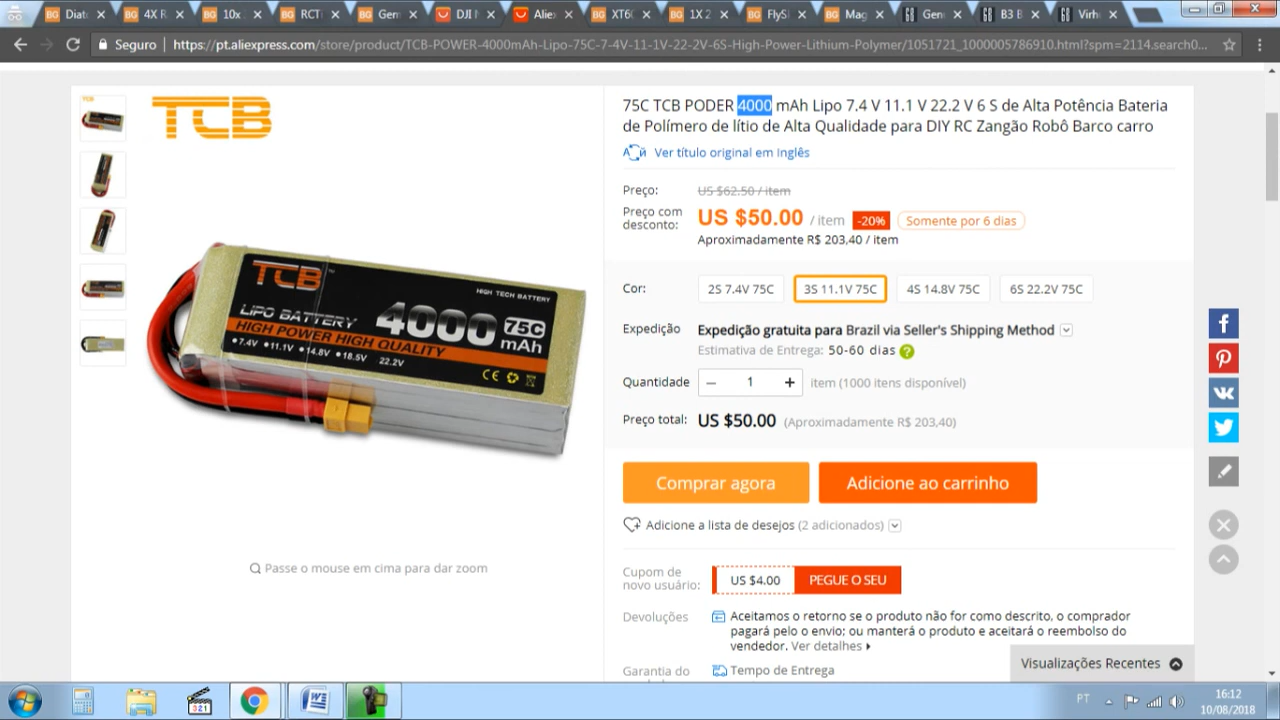 Diat
4X R
10x
RCTI
Gem
DJI N
Aliex
XT6(
1X 2
FlySl
Mag
Gene
B3 B
Virh
Seguro
https://pt.aliexpress.com/store/product/TCB-POWER-4000mAh-Lipo-75C-7-4V-11-1V-22-2V-6S-High-Power-Lithium-Polymer/1051721_1000005786910.html?spm=2114.search0...
TCB
75C TCB PODER 4000 mAh Lipo 7.4 V 11.1 V 22.2 V 6 S de Alta Potência Bateria
de Polímero de lítio de Alta Qualidade para DIY RC Zangão Robô Barco carro
Ver título original em Inglês
Preço: US $62.50 / item
Preço com
desconto: US $50.00 / item -20% Somente por 6 dias
Aproximadamente R$ 203,40 / item
Cor: 2S 7.4V 75C 3S 11.1V 75C 4S 14.8V 75C 6S 22.2V 75C
Expedição Expedição gratuita para Brazil via Seller's Shipping Method
Estimativa de Entrega: 50-60 dias ?
Quantidade – 1 + item (1000 itens disponível)
Preço total: US $50.00 (Aproximadamente R$ 203,40)
Comprar agora Adicione ao carrinho
Adicione a lista de desejos (2 adicionados)
Cupom de
novo usuário: US $4.00 PEGUE O SEU
Devoluções Aceitamos o retorno se o produto não for como descrito, o comprador
pagará pelo o envio; ou manterá o produto e aceitará o reembolso do
vendedor. Ver detalhes
Garantia do Tempo de Entrega
TCB
HIGH TECH BATTERY
LIPO BATTERY 4000 75C
mAh
HIGH POWER HIGH QUALITY
•7.4V •11.1V •14.8V •18.5V 22.2V
CE
Passe o mouse em cima para dar zoom
Visualizações Recentes
321
PT
16:12
10/08/2018